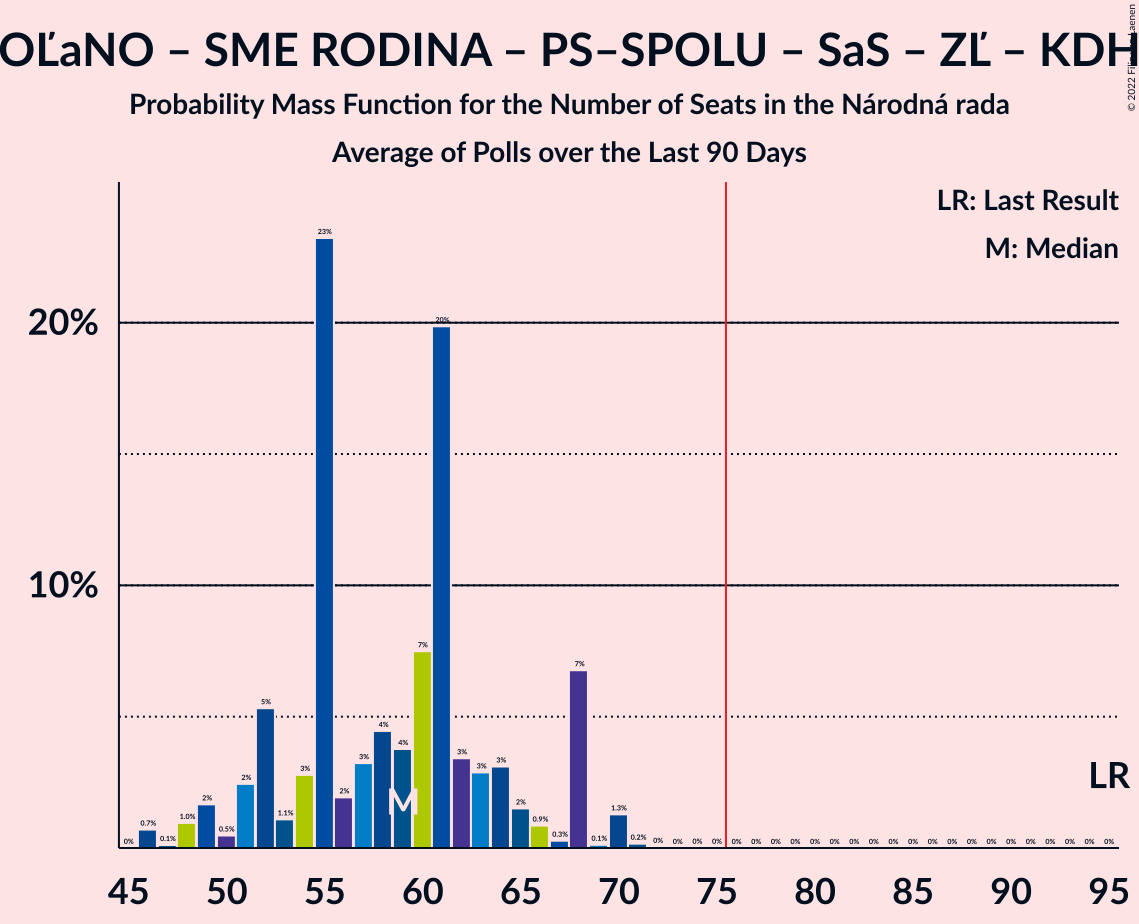 OĽaNO – SME RODINA – PS–SPOLU – SaS – ZĽ – KDH
Probability Mass Function for the Number of Seats in the Národná rada
Average of Polls over the Last 90 Days
© 2022 Laenen
LR: Last Result
M: Median
20%
10%
0% 0.7% 0.1% 1.0% 2% 0.5% 2% 5% 1.1% 3% 23% 2% 3% 4% 4% 7% 20% 3% 3% 3% 2% 0.9% 0.3% 7% 0.1% 1.3% 0.2% 0% 0% 0% 0% 0% 0% 0% 0% 0% 0% 0% 0% 0% 0% 0% 0% 0% 0% 0% 0% 0% 0% 0% 0%
M
LR
45 50 55 60 65 70 75 80 85 90 95